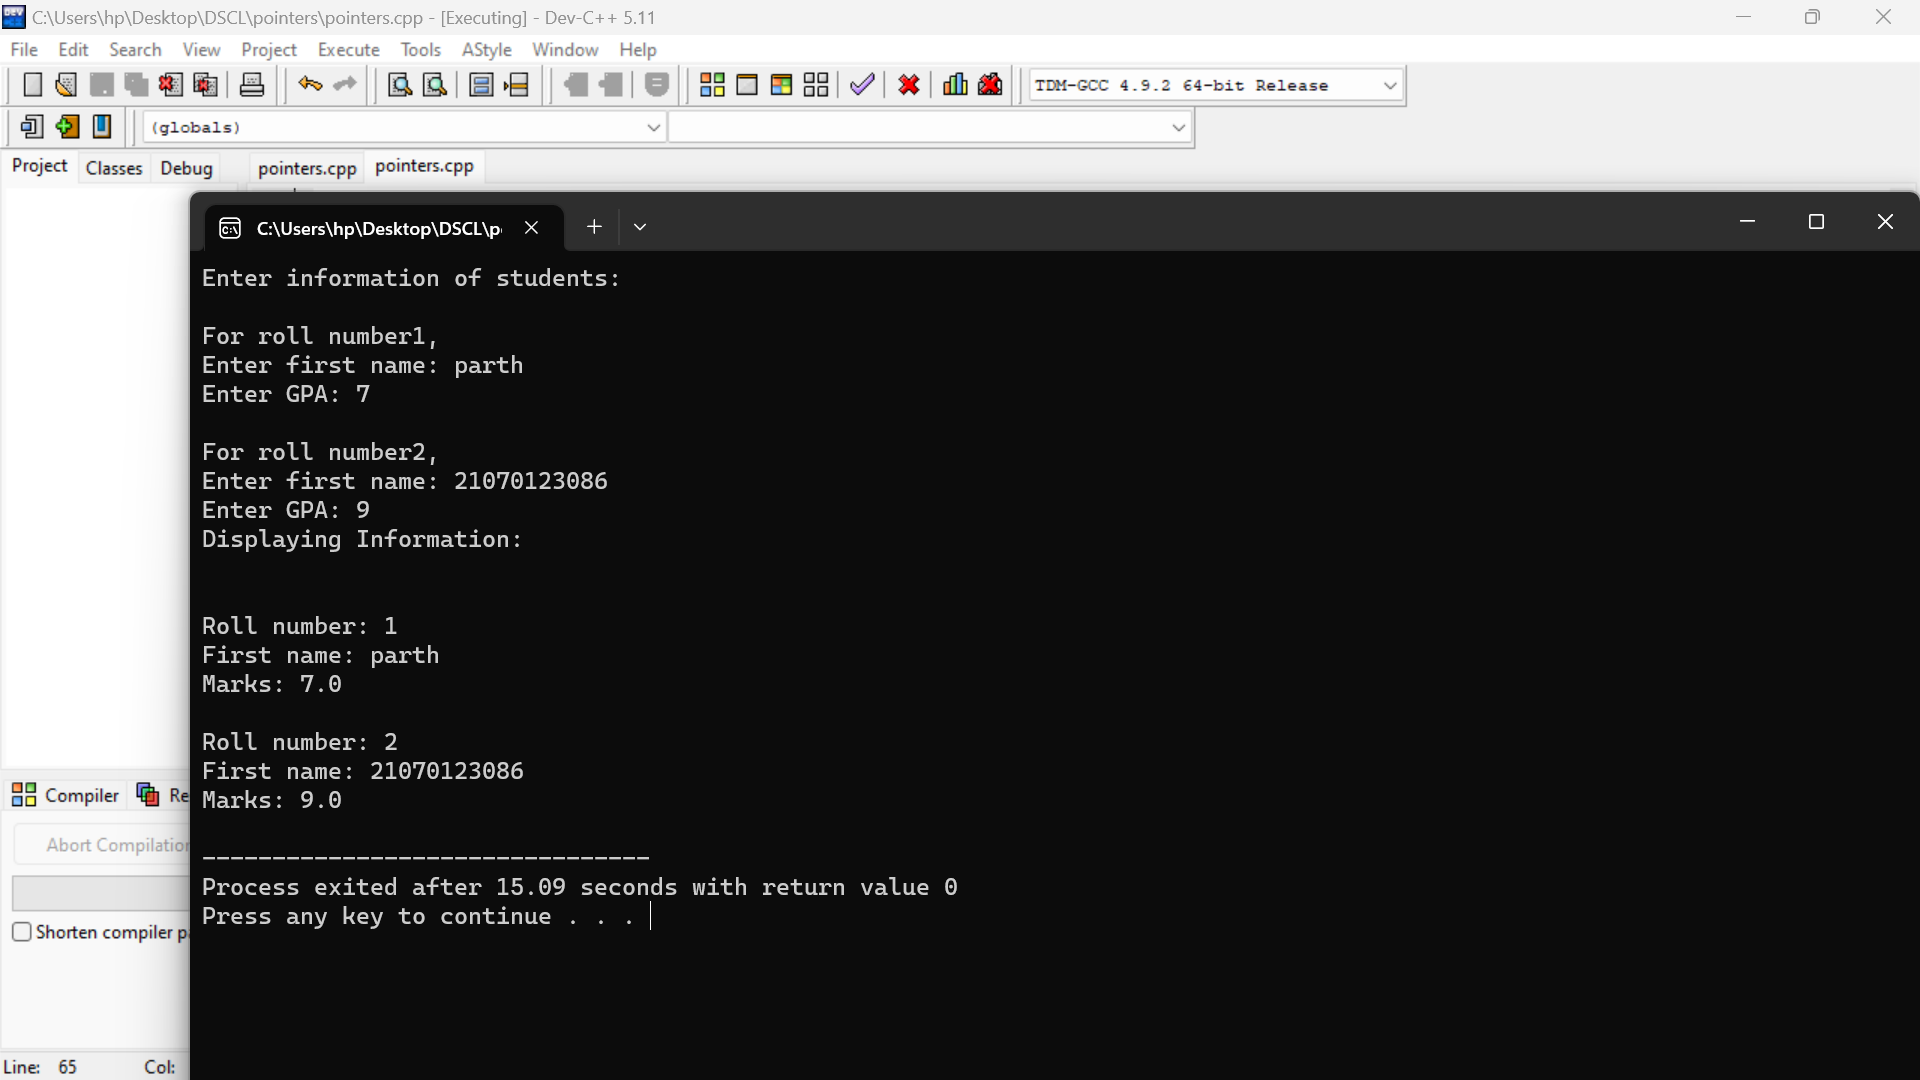 C:\Users\hp\Desktop\DSCL\pointers\pointers.cpp - [Executing] - Dev-C++ 5.11
File Edit Search View Project Execute Tools AStyle Window Help
TDM-GCC 4.9.2 64-bit Release
(globals)
Project Classes Debug pointers.cpp pointers.cpp
C:\Users\hp\Desktop\DSCL\p
Enter information of students:
For roll number1,
Enter first name: parth
Enter GPA: 7
For roll number2,
Enter first name: 21070123086
Enter GPA: 9
Displaying Information:
Roll number: 1
First name: parth
Marks: 7.0
Roll number: 2
First name: 21070123086
Marks: 9.0
--------------------------------
Process exited after 15.09 seconds with return value 0
Press any key to continue . . .
Compiler Re
Abort Compilation
Shorten compiler p
Line: 65 Col: